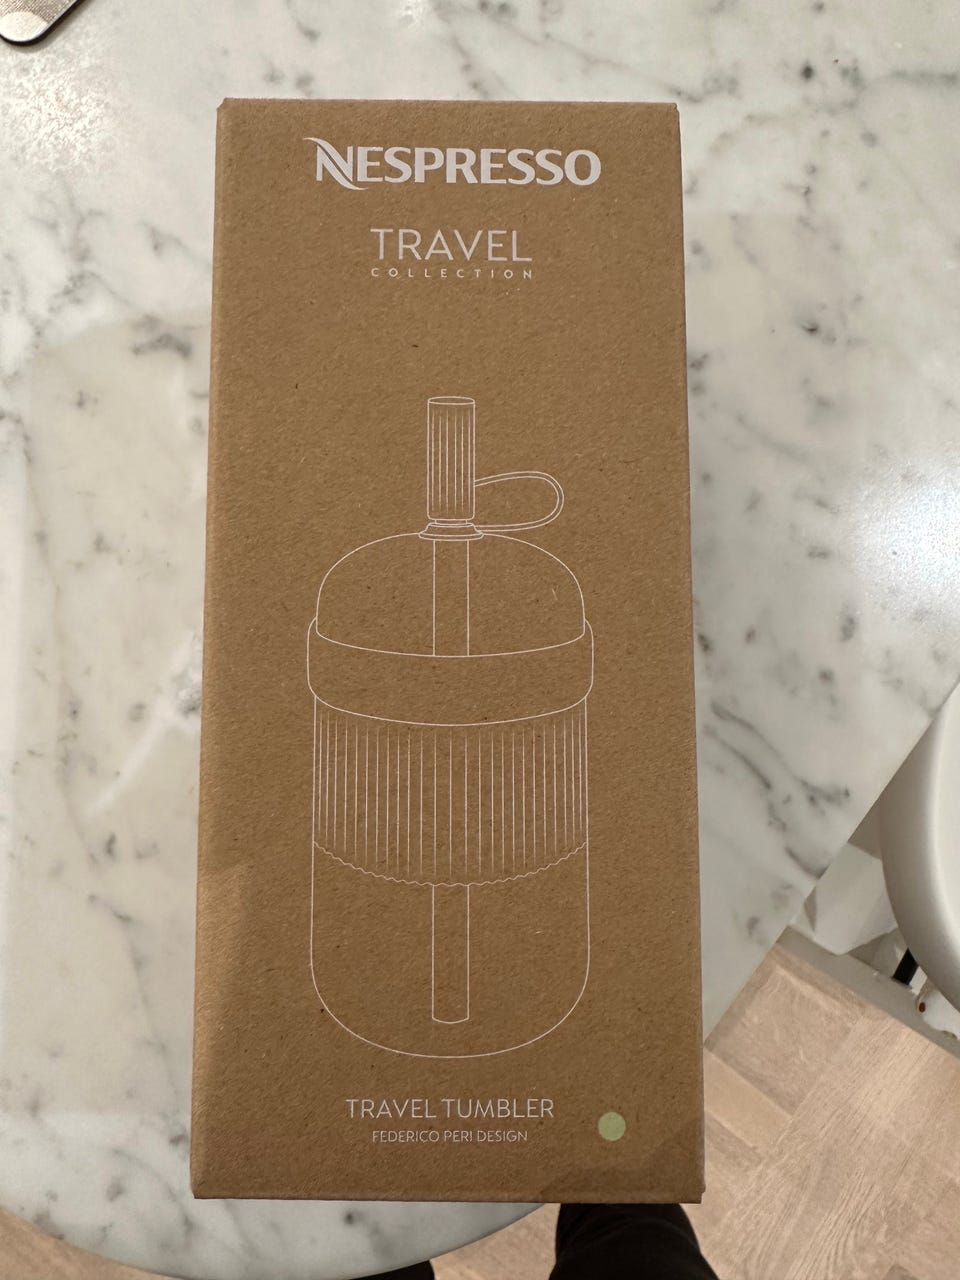 NESPRESSO
TRAVEL
COLLECTION
TRAVEL TUMBLER
FEDERICO PERI DESIGN